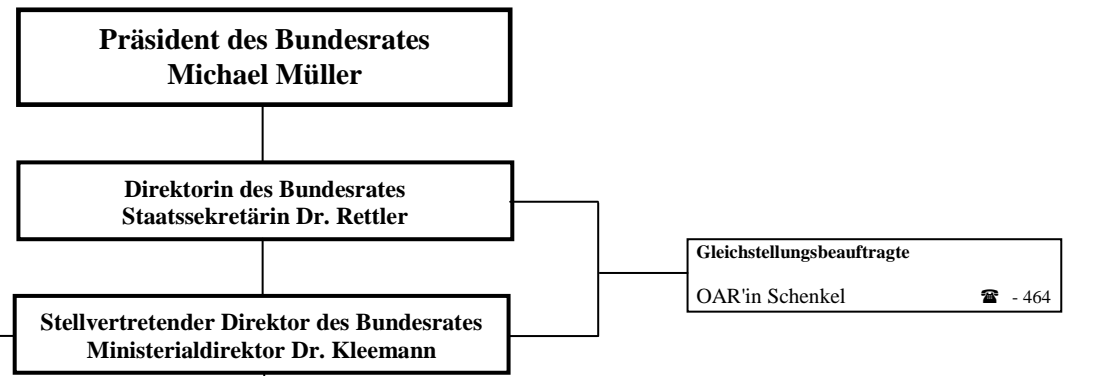 Präsident des Bundesrates
Michael Müller
Direktorin des Bundesrates
Staatssekretärin Dr. Rettler
Gleichstellungsbeauftragte
OAR'in Schenkel ☎ - 464
Stellvertretender Direktor des Bundesrates
Ministerialdirektor Dr. Kleemann